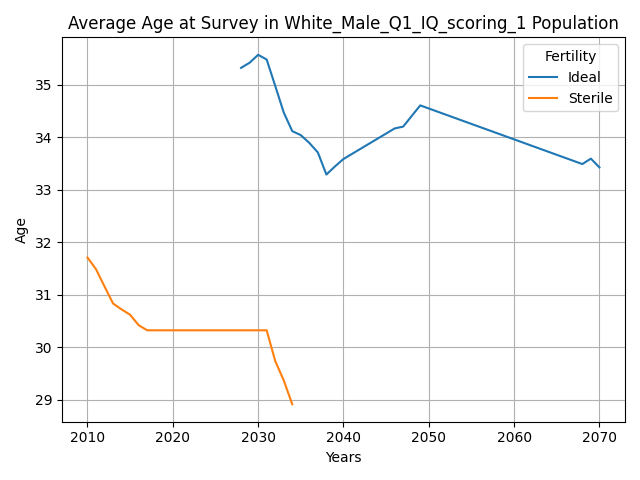 Average Age at Survey in White_Male_Q1_IQ_scoring_1 Population
Fertility
Ideal
Sterile
Age
35
34
33
32
31
30
29
2010 2020 2030 2040 2050 2060 2070
Years